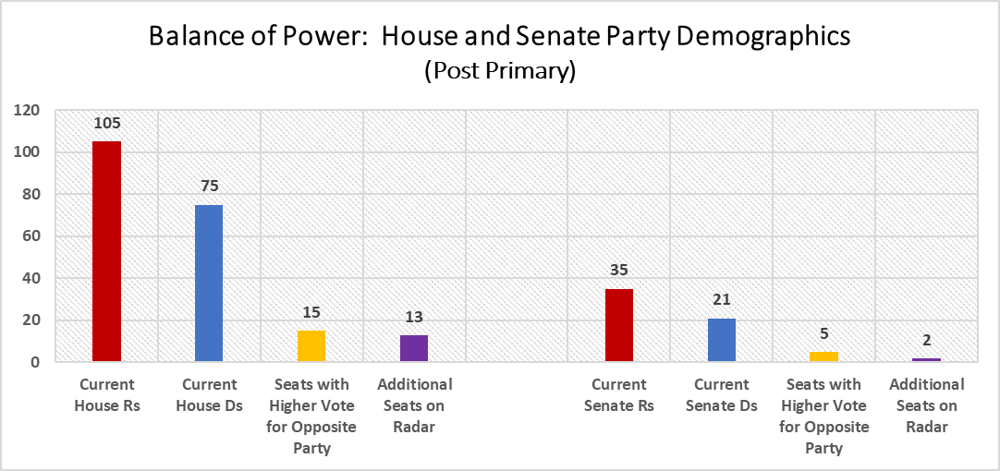 Balance of Power:  House and Senate Party Demographics
(Post Primary)
120
100
80
60
40
20
0
105
75
15
13
35
21
5
2
Current
House Rs
Current
House Ds
Seats with
Higher Vote
for Opposite
Party
Additional
Seats on
Radar
Current
Senate Rs
Current
Senate Ds
Seats with
Higher Vote
for Opposite
Party
Additional
Seats on
Radar